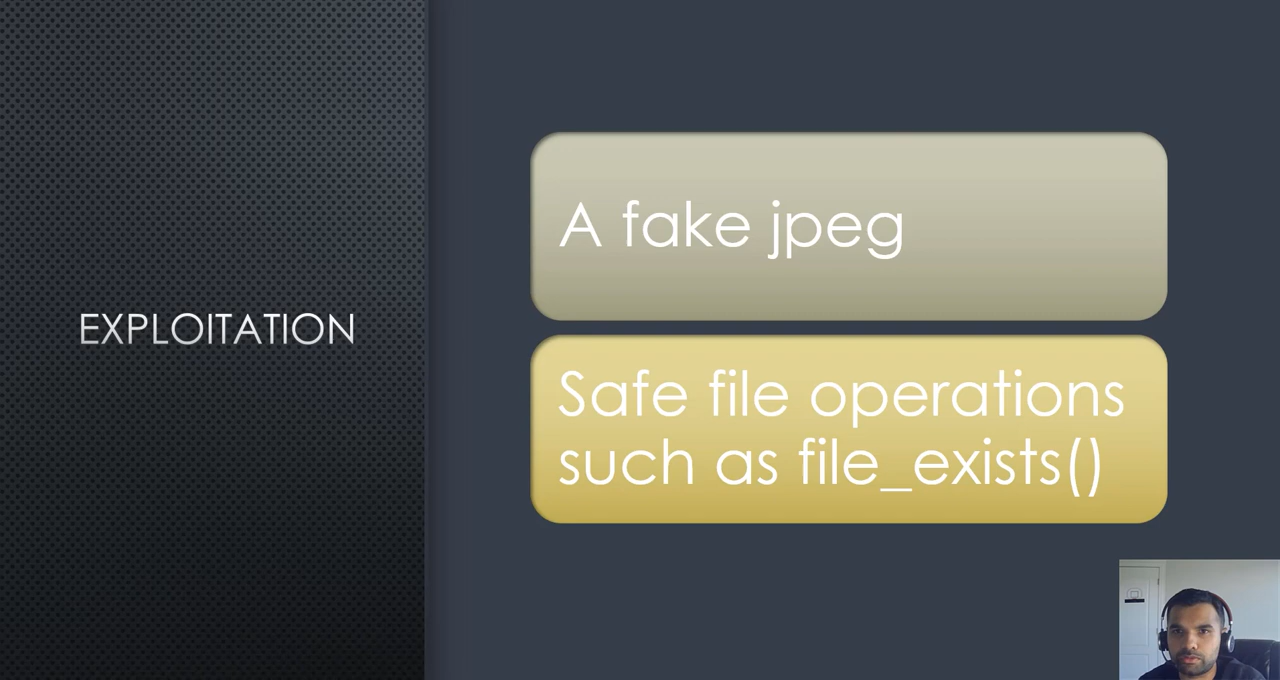 EXPLOITATION
A fake jpeg
Safe file operations
such as file_exists()